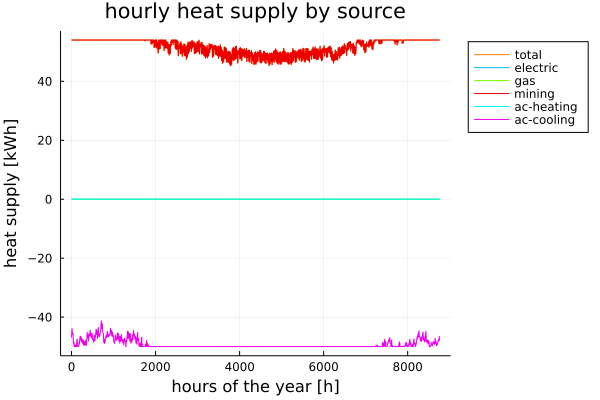 hourly heat supply by source
heat supply [kWh]
40
20
0
−20
−40
0
2000
4000
6000
8000
hours of the year [h]
total
electric
gas
mining
ac-heating
ac-cooling